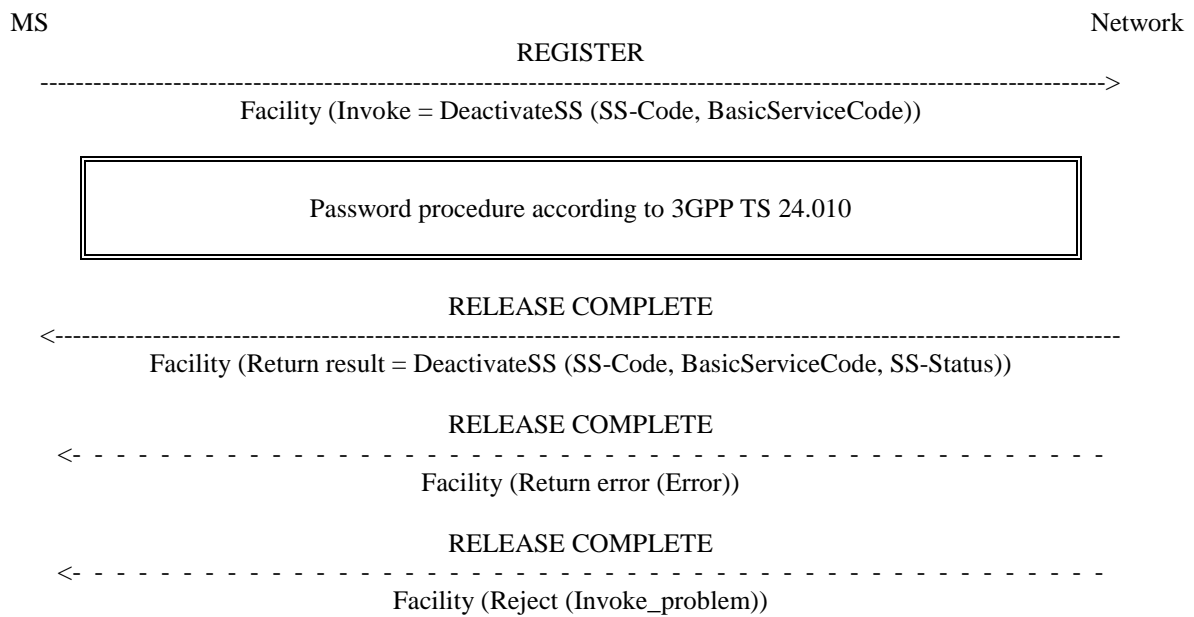 MS Network
REGISTER
Facility (Invoke = DeactivateSS (SS-Code, BasicServiceCode))
Password procedure according to 3GPP TS 24.010
RELEASE COMPLETE
Facility (Return result = DeactivateSS (SS-Code, BasicServiceCode, SS-Status))
RELEASE COMPLETE
Facility (Return error (Error))
RELEASE COMPLETE
Facility (Reject (Invoke_problem))